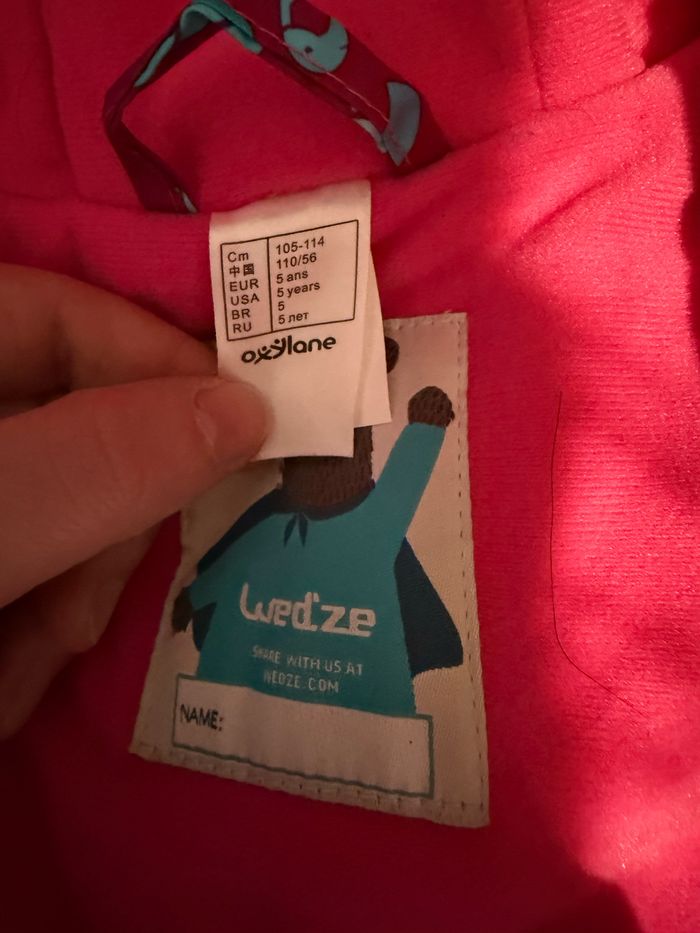 Cm 105-114
中国 110/56
EUR 5 ans
USA 5 years
BR 5
RU 5 лет
oxylane
Wed'ze
SHARE WITH US AT
WEDZE.COM
NAME: